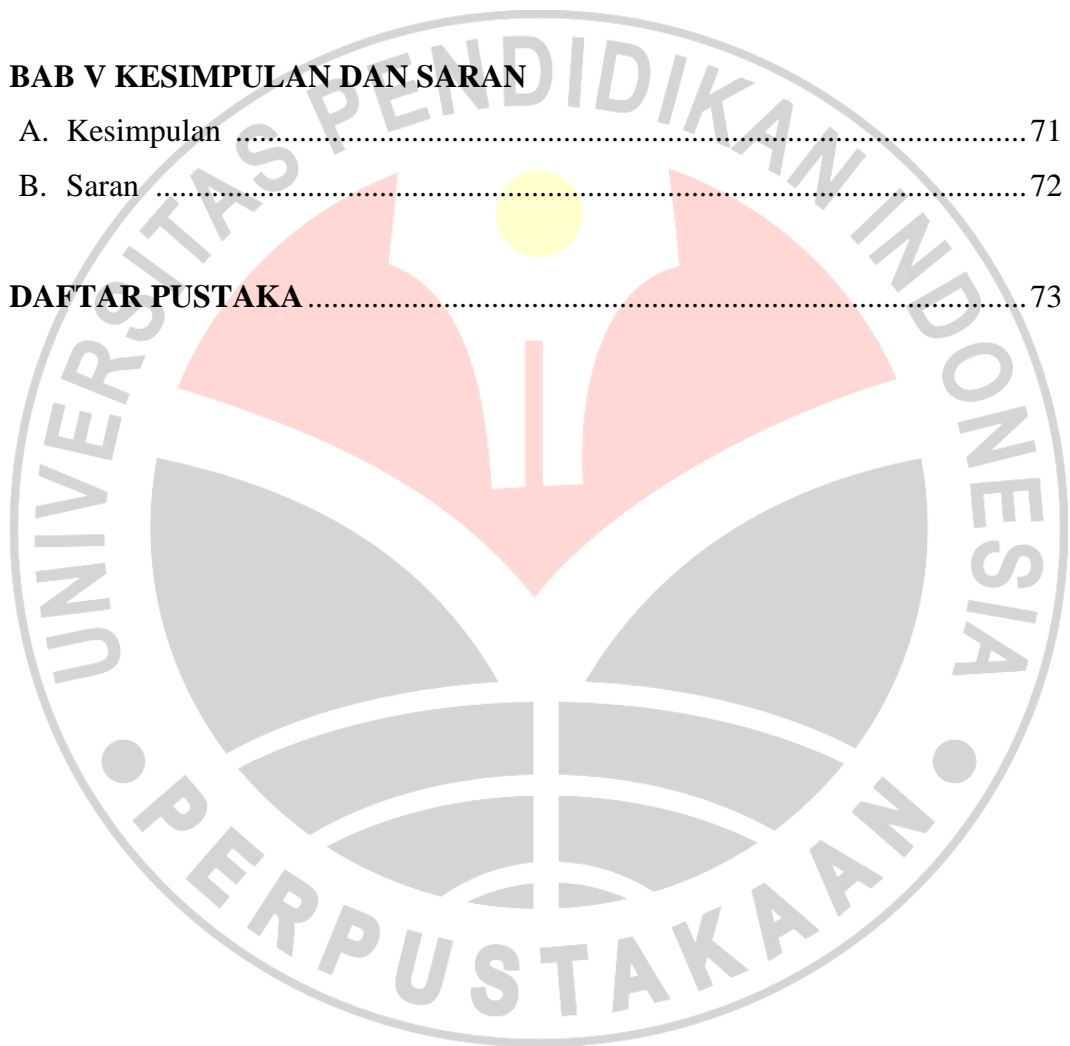 BAB V KESIMPULAN DAN SARAN
A. Kesimpulan ........................................................................................................ 71
B. Saran ................................................................................................................... 72
DAFTAR PUSTAKA ............................................................................................... 73
UNIVERSITAS PENDIDIKAN INDONESIA
PERPUSTAKAAN